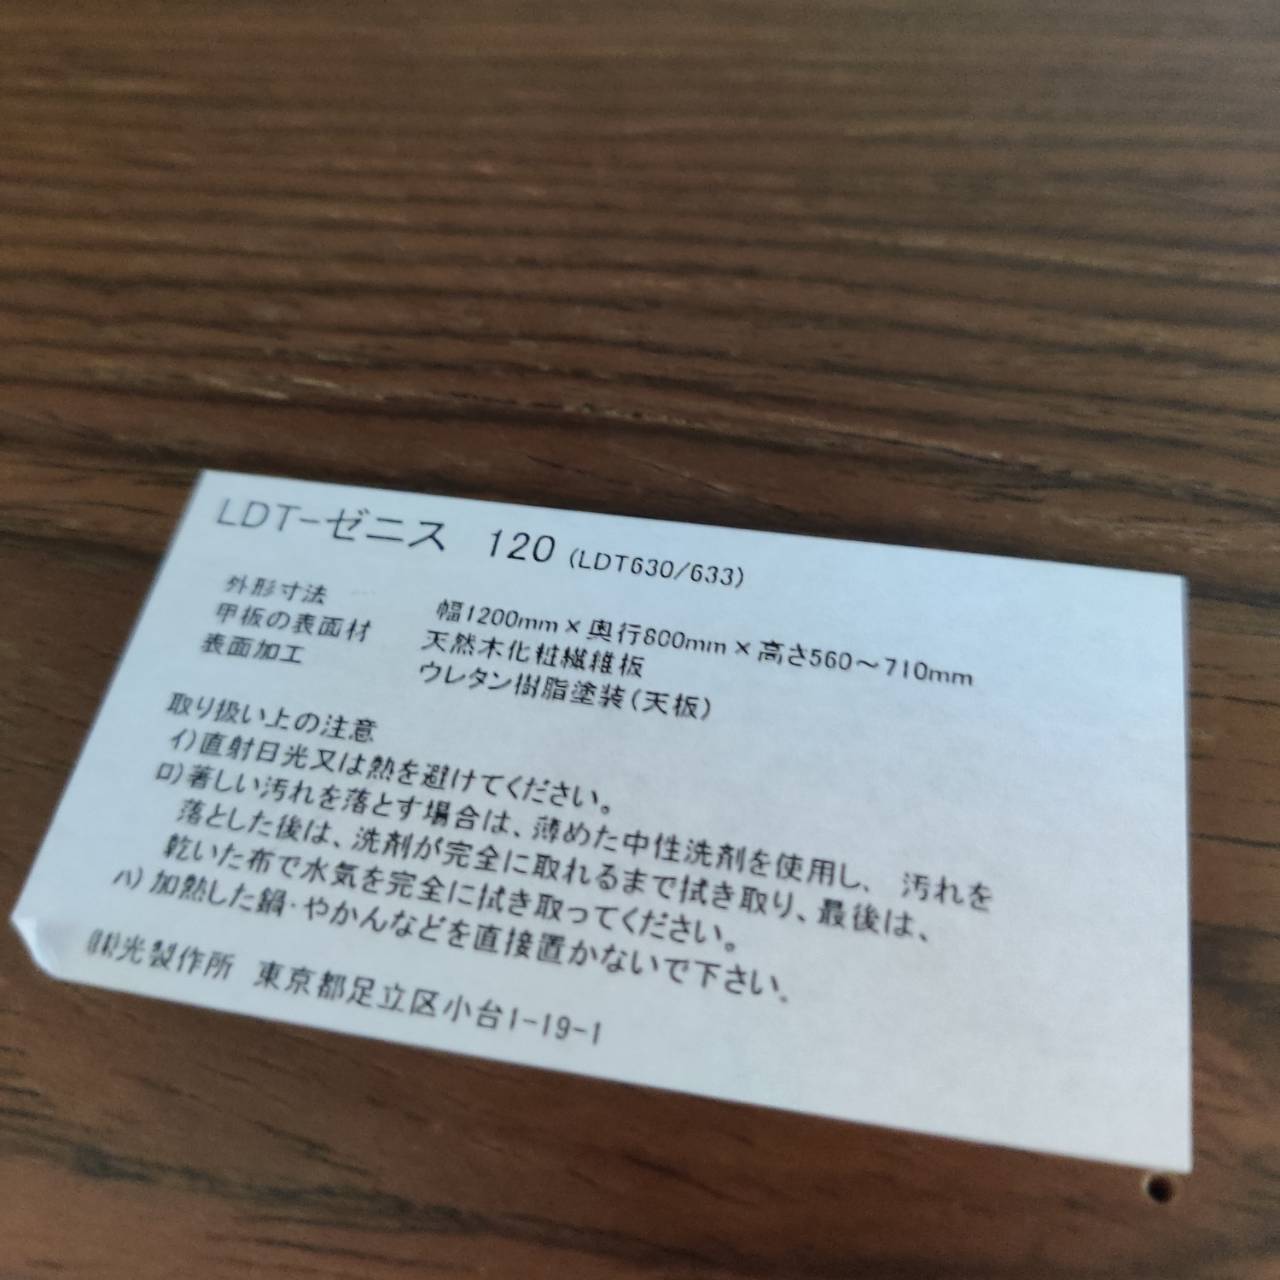 LDT-ゼニス 120 (LDT630/633)
外形寸法 幅1200mm×奥行800mm×高さ560～710mm
甲板の表面材 天然木化粧繊維板
表面加工 ウレタン樹脂塗装(天板)
取り扱い上の注意
イ)直射日光又は熱を避けてください。
ロ)著しい汚れを落とす場合は、薄めた中性洗剤を使用し、 汚れを
落とした後は、洗剤が完全に取れるまで拭き取り、最後は、
乾いた布で水気を完全に拭き取ってください。
ハ)加熱した鍋・やかんなどを直接置かないで下さい。
㈱光製作所 東京都足立区小台1-19-1